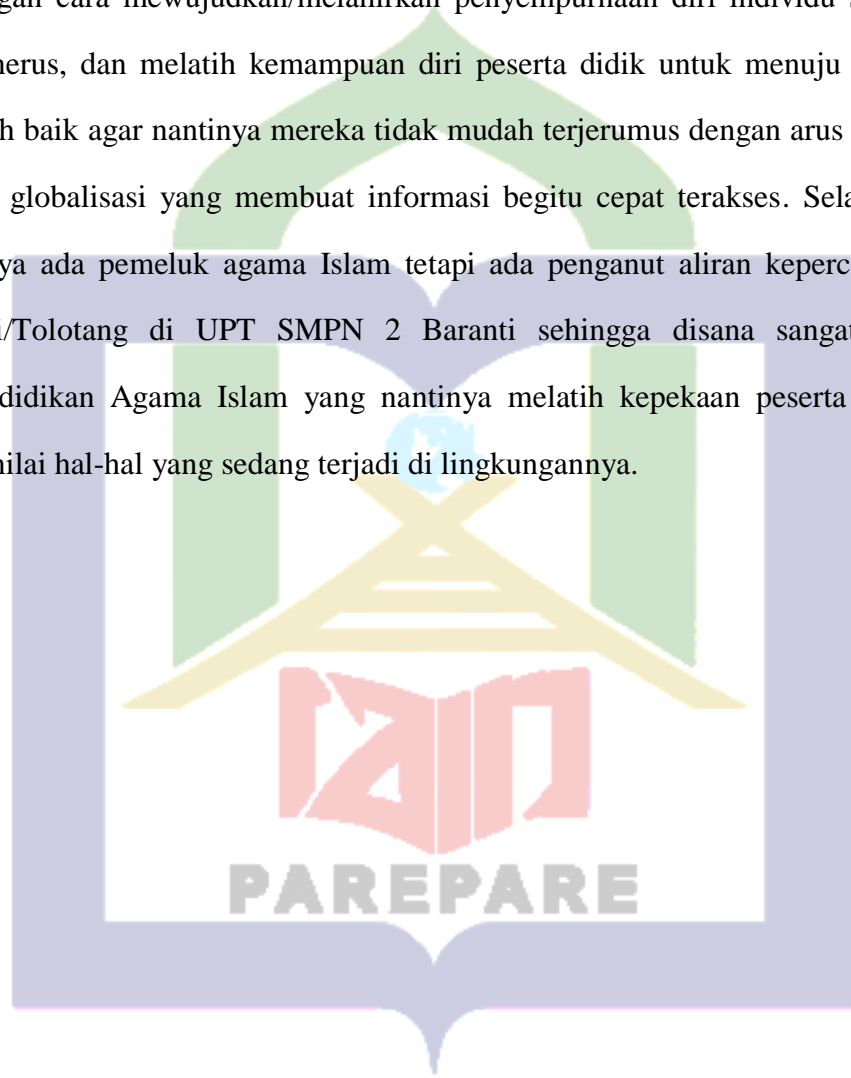 gan cara mewujudkan/melahirkan penyempurnaan diri individu
nerus, dan melatih kemampuan diri peserta didik untuk menuju
h baik agar nantinya mereka tidak mudah terjerumus dengan arus
globalisasi yang membuat informasi begitu cepat terakses. Sela
ya ada pemeluk agama Islam tetapi ada penganut aliran keperc
i/Tolotang di UPT SMPN 2 Baranti sehingga disana sangat
didikan Agama Islam yang nantinya melatih kepekaan peserta
nilai hal-hal yang sedang terjadi di lingkungannya.
iain
PAREPARE